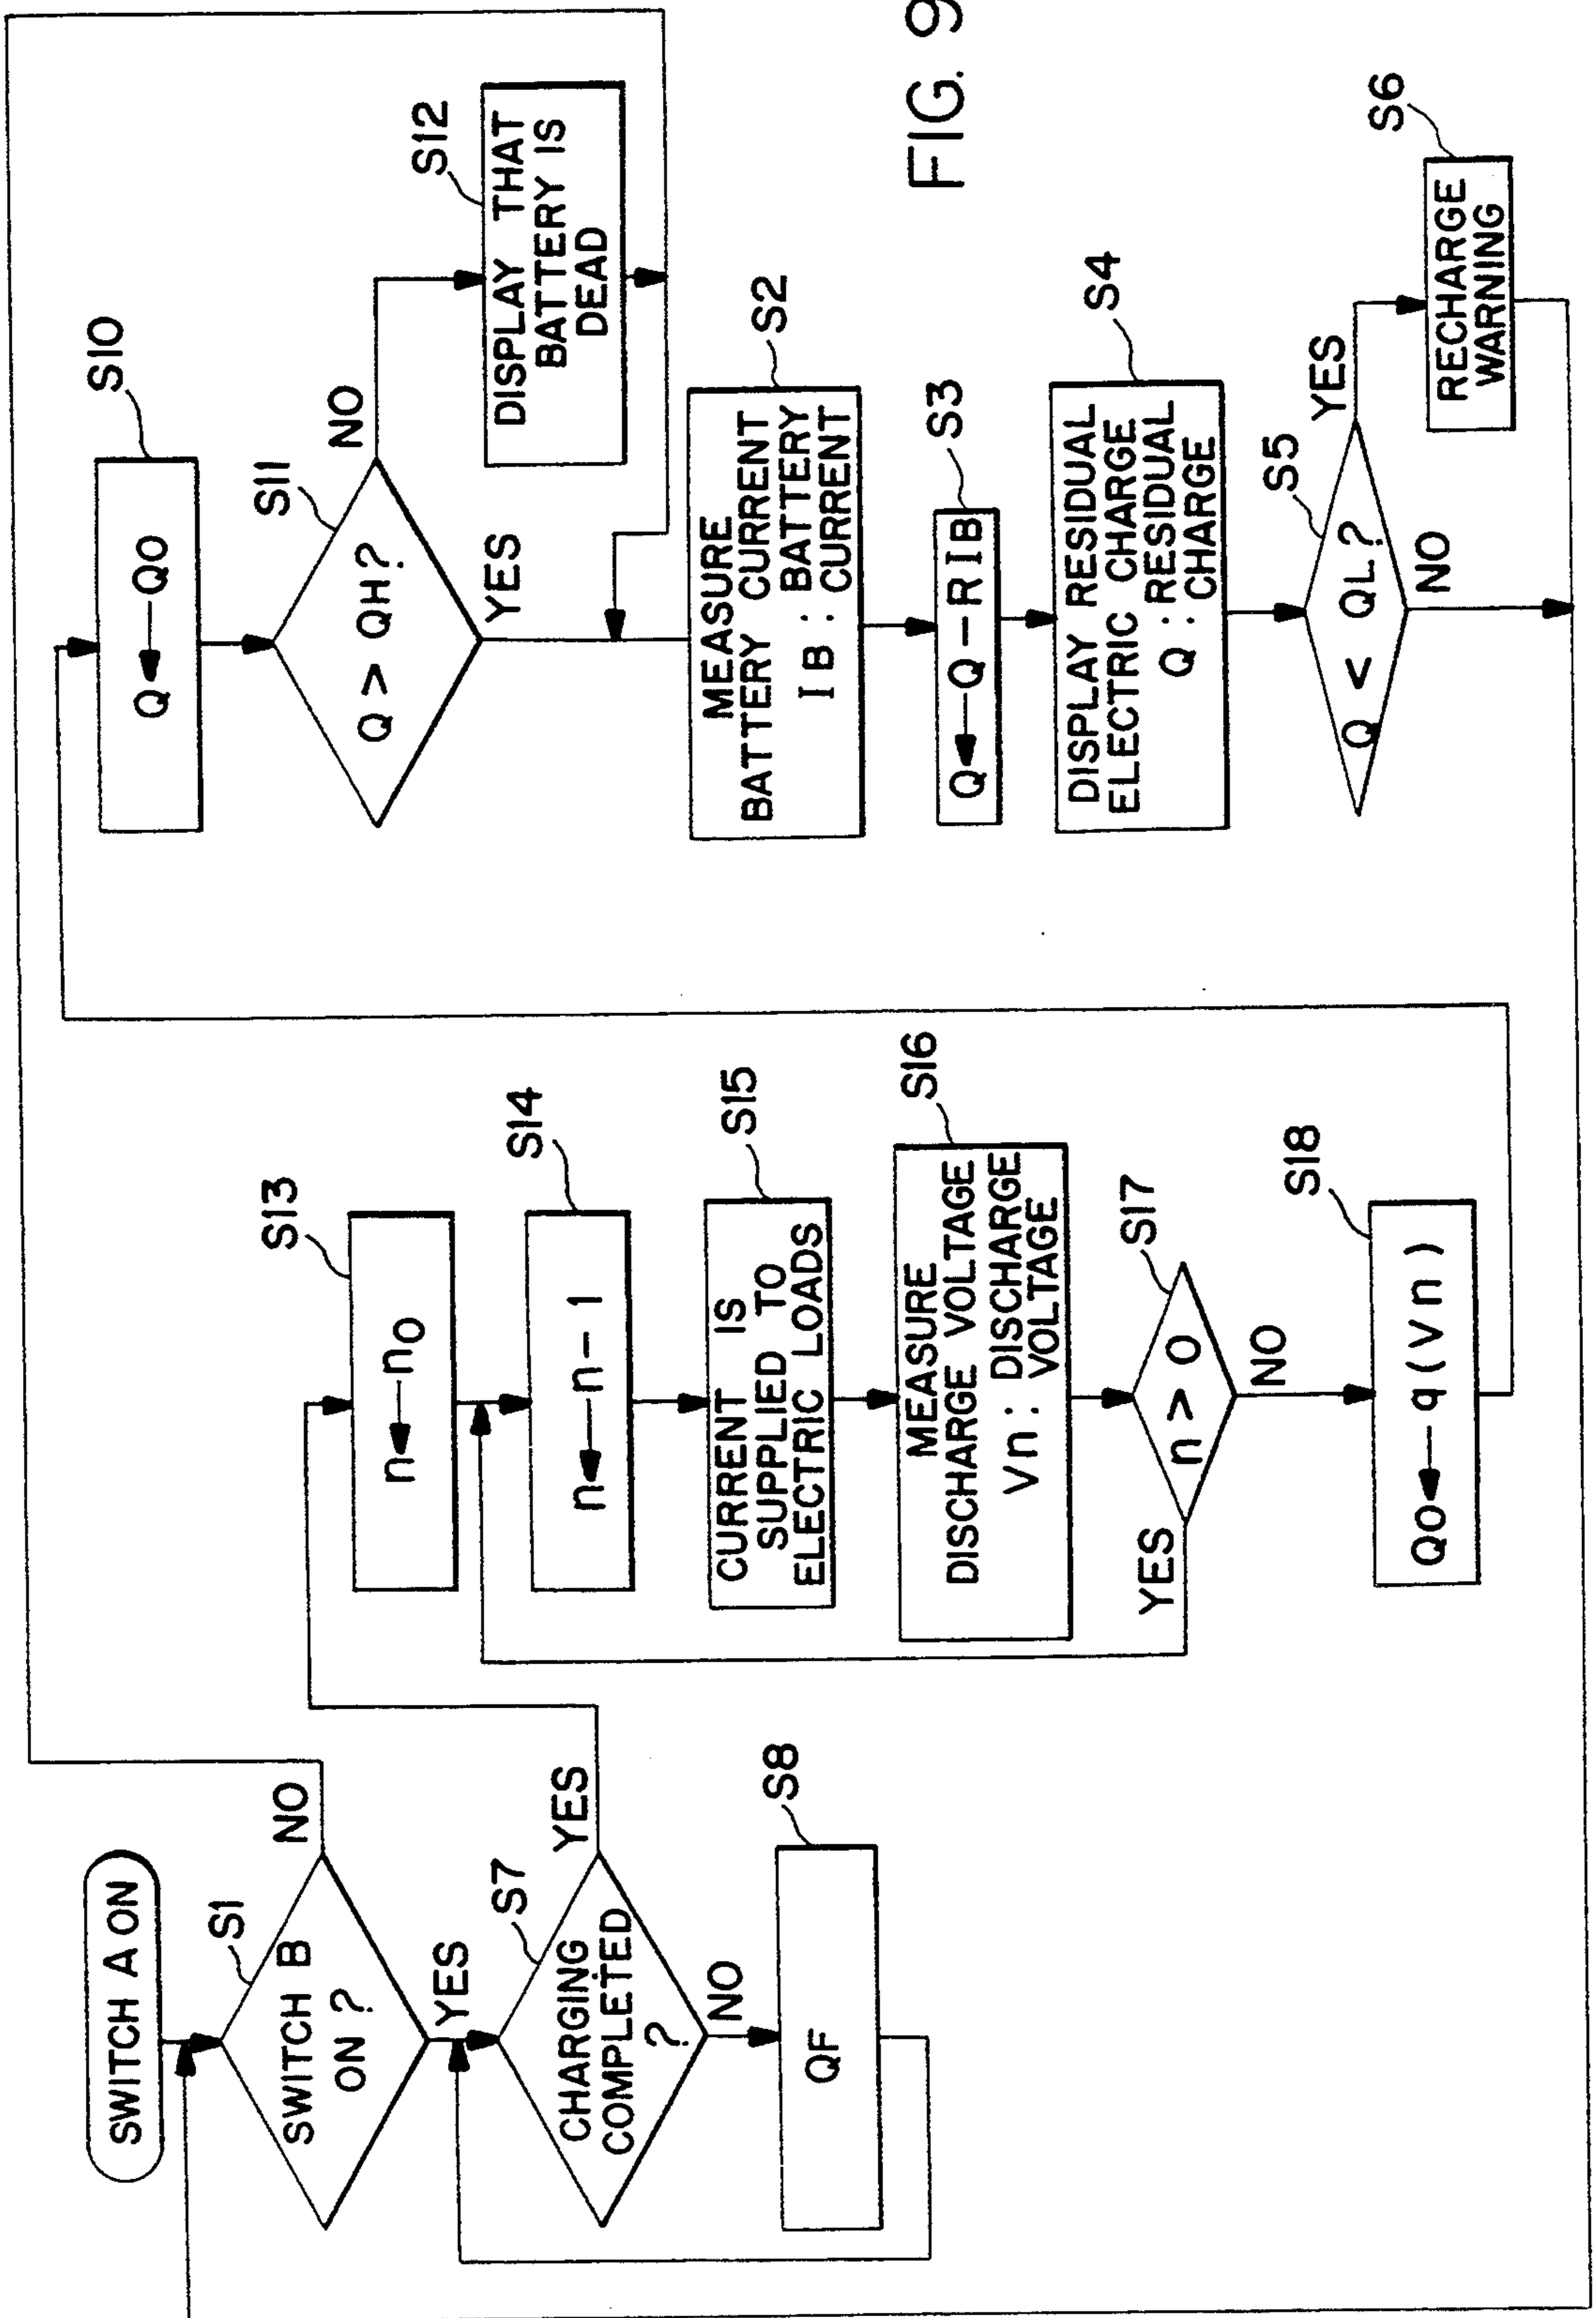 SWITCH A ON
S1
SWITCH B
ON ?
NO
YES
S7
CHARGING
COMPLETED
?
YES
NO
S8
QF
S13
n ← n0
S14
n ← n - 1
S15
CURRENT IS
SUPPLIED TO
ELECTRIC LOADS
S16
MEASURE
DISCHARGE VOLTAGE
Vn : DISCHARGE
VOLTAGE
S17
n > 0
YES
NO
S18
Q0 ← q ( Vn )
S10
Q ← Q0
S11
Q > QH?
NO
YES
S12
DISPLAY THAT
BATTERY IS
DEAD
S2
MEASURE
BATTERY CURRENT
IB : BATTERY
CURRENT
S3
Q ← Q - RIB
S4
DISPLAY RESIDUAL
ELECTRIC CHARGE
Q : RESIDUAL
CHARGE
S5
Q < QL?
YES
NO
S6
RECHARGE
WARNING
FIG. 9